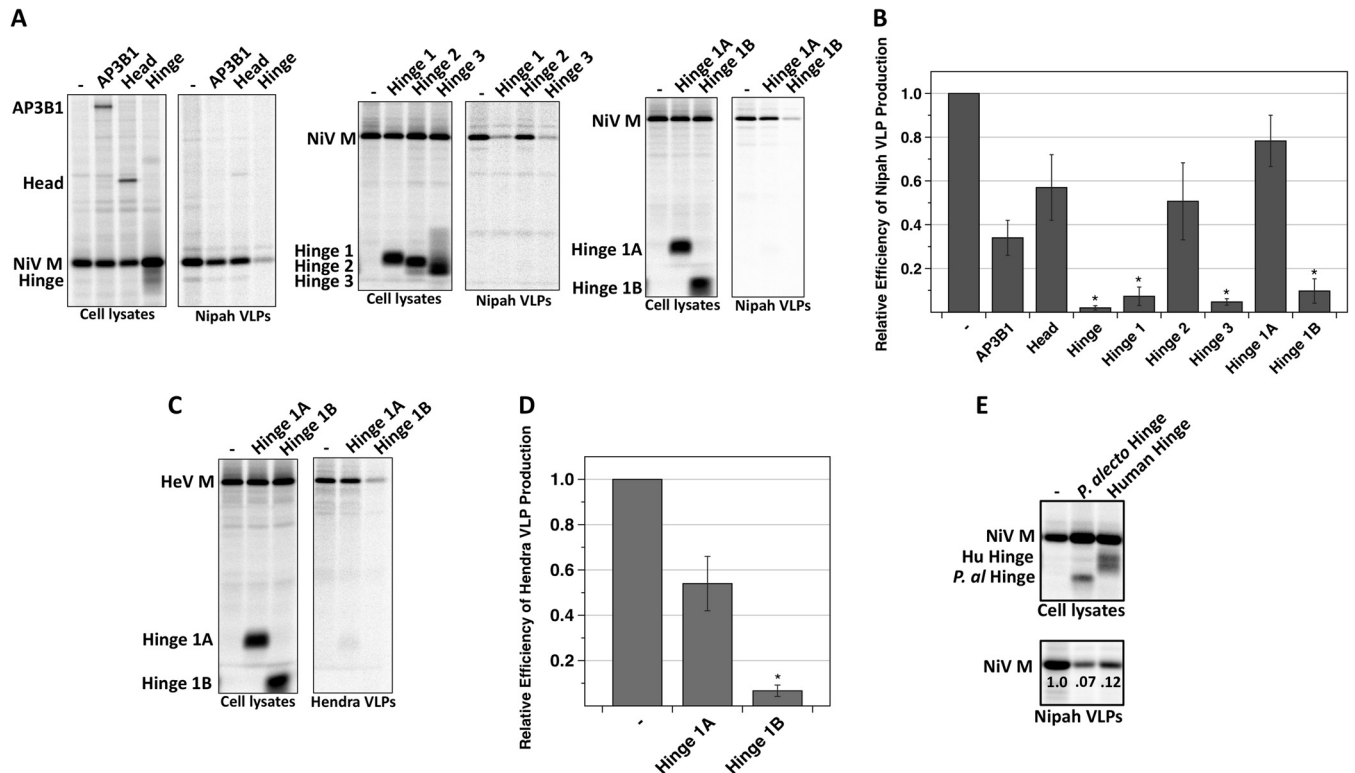 A
-
AP3B1
Head
Hinge
-
AP3B1
Head
Hinge
AP3B1
Head
NiV M
Hinge
Cell lysates
Nipah VLPs
-
Hinge 1
Hinge 2
Hinge 3
-
Hinge 1
Hinge 2
Hinge 3
NiV M
Hinge 1
Hinge 2
Hinge 3
Cell lysates
Nipah VLPs
-
Hinge 1A
Hinge 1B
-
Hinge 1A
Hinge 1B
NiV M
Hinge 1A
Hinge 1B
Cell lysates
Nipah VLPs
B
Relative Efficiency of Nipah VLP Production
1.0
0.8
0.6
0.4
0.2
*
*
*
*
-
AP3B1
Head
Hinge
Hinge 1
Hinge 2
Hinge 3
Hinge 1A
Hinge 1B
C
-
Hinge 1A
Hinge 1B
-
Hinge 1A
Hinge 1B
HeV M
Hinge 1A
Hinge 1B
Cell lysates
Hendra VLPs
D
Relative Efficiency of Hendra VLP Production
1.0
0.8
0.6
0.4
0.2
*
-
Hinge 1A
Hinge 1B
E
-
P. alecto Hinge
Human Hinge
NiV M
Hu Hinge
P. al Hinge
Cell lysates
NiV M
1.0 .07 .12
Nipah VLPs